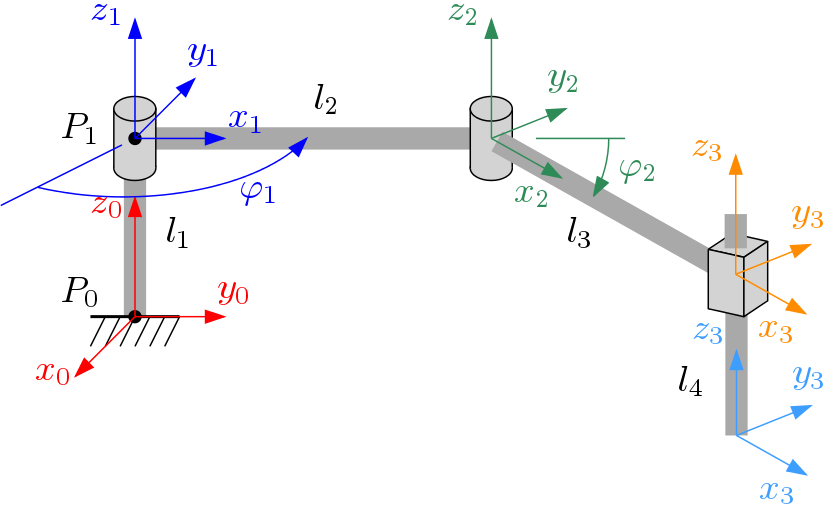 z₁
z₂
y₁
y₂
l₂
x₁
P₁
z₃
φ₂
φ₁
x₂
z₀
y₃
l₁
l₃
P₀
y₀
z₃
x₃
x₀
l₄
y₃
x₃